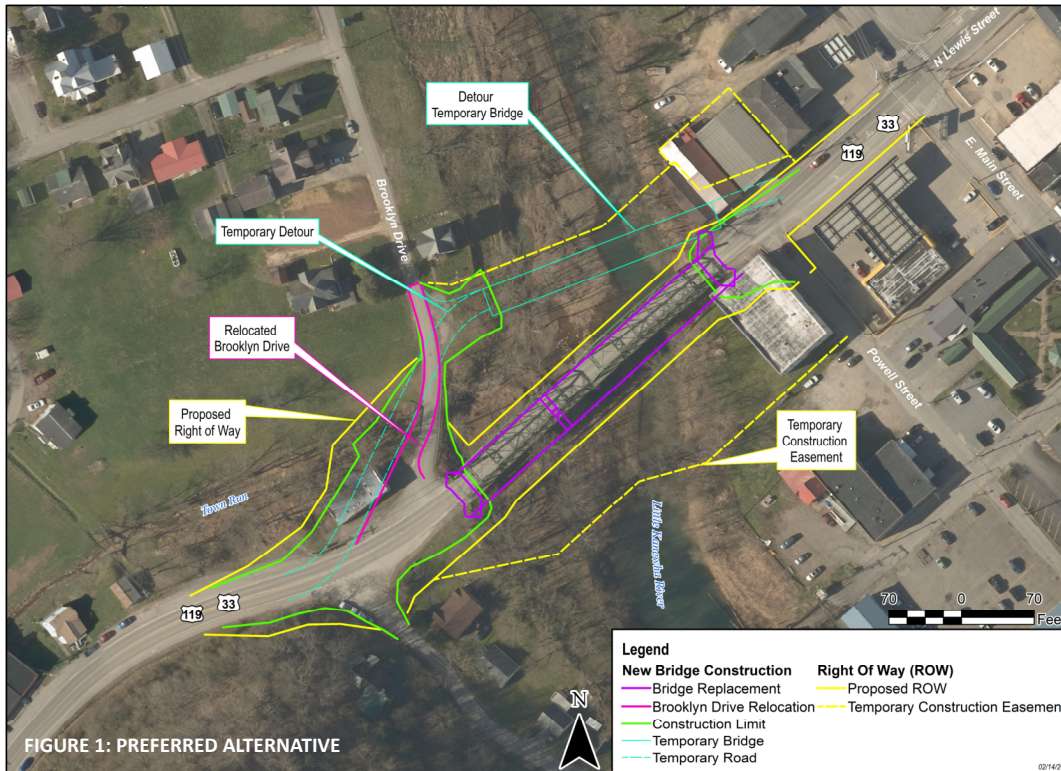 N Lewis Street
Detour
Temporary Bridge
33
119
E. Main Street
Brooklyn Drive
Temporary Detour
Relocated
Brooklyn Drive
Powell Street
Proposed
Right of Way
Temporary
Construction
Easement
Town Run
Little Kanawha River
119
33
70
0
70
Feet
Legend
New Bridge Construction
Right Of Way (ROW)
Bridge Replacement
Proposed ROW
Brooklyn Drive Relocation
Temporary Construction Easement
Construction Limit
Temporary Bridge
Temporary Road
N
FIGURE 1: PREFERRED ALTERNATIVE